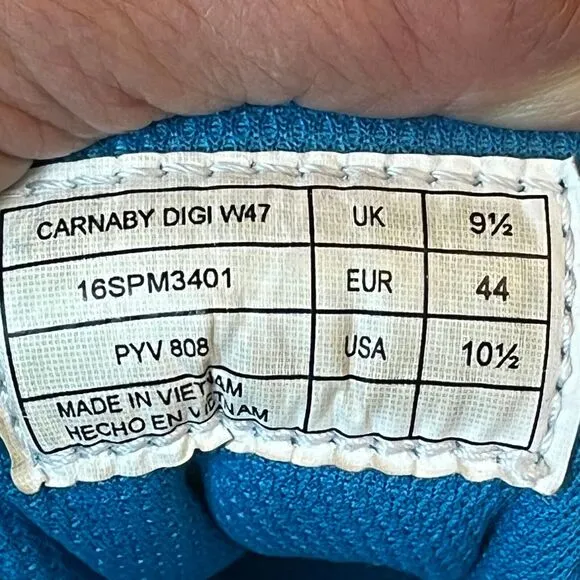 CARNABY DIGI W47 UK 9½
16SPM3401 EUR 44
PYV 808 USA 10½
MADE IN VIETNAM
HECHO EN VIETNAM